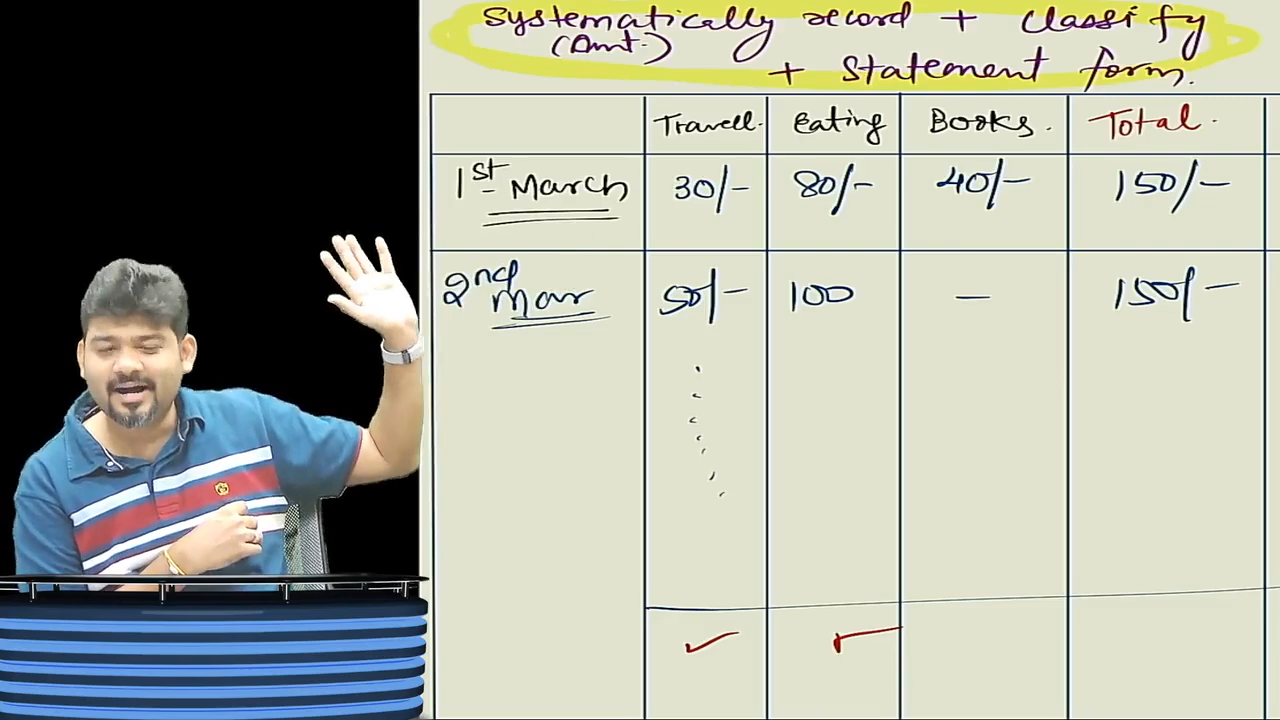 systematically record + classify
(Amt.)
+ statement form.
Travell. Eating Books. Total.
1st March 30/- 80/- 40/- 150/-
2nd Mar 50/- 100 — 150/-